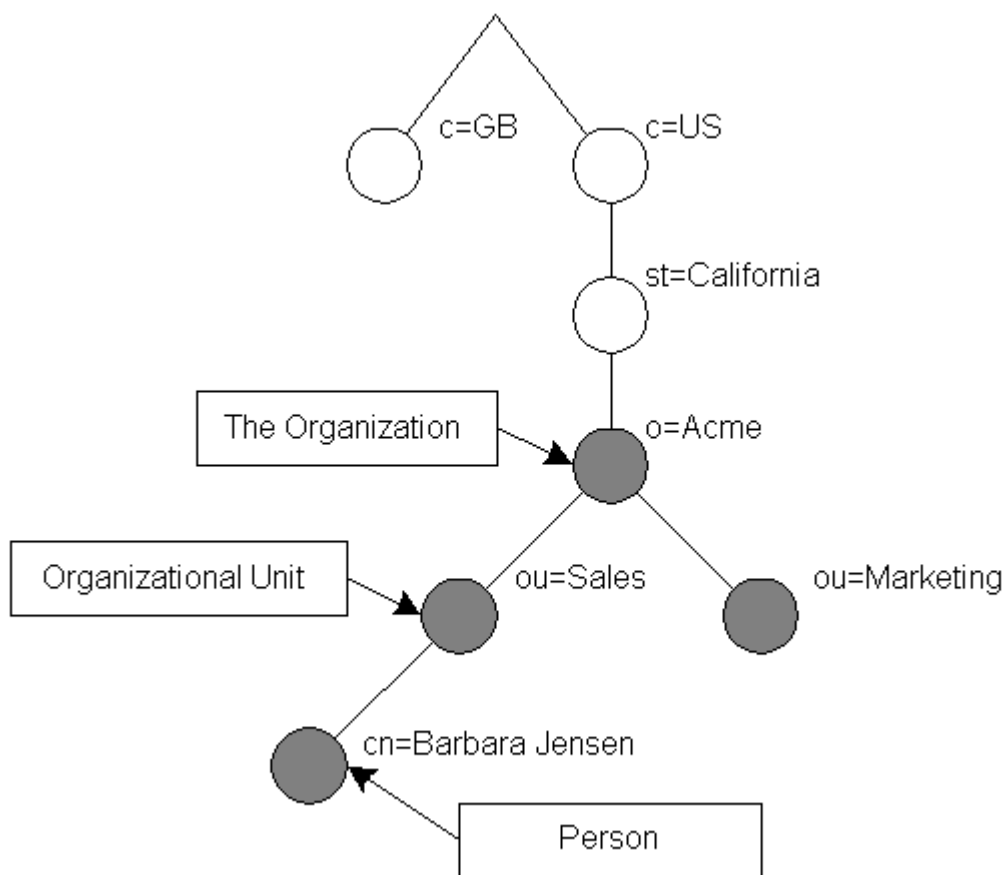 c=GB
c=US
st=California
The Organization
o=Acme
Organizational Unit
ou=Sales
ou=Marketing
cn=Barbara Jensen
Person